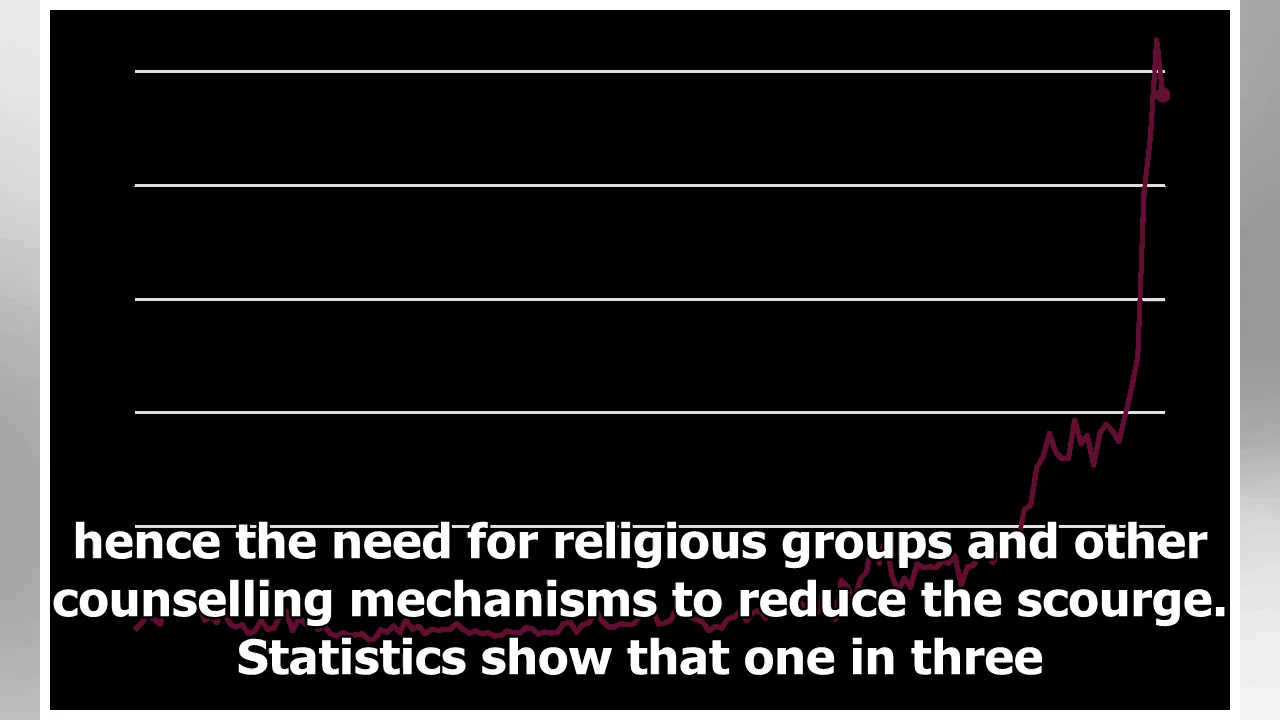 hence the need for religious groups and other
counselling mechanisms to reduce the scourge.
Statistics show that one in three